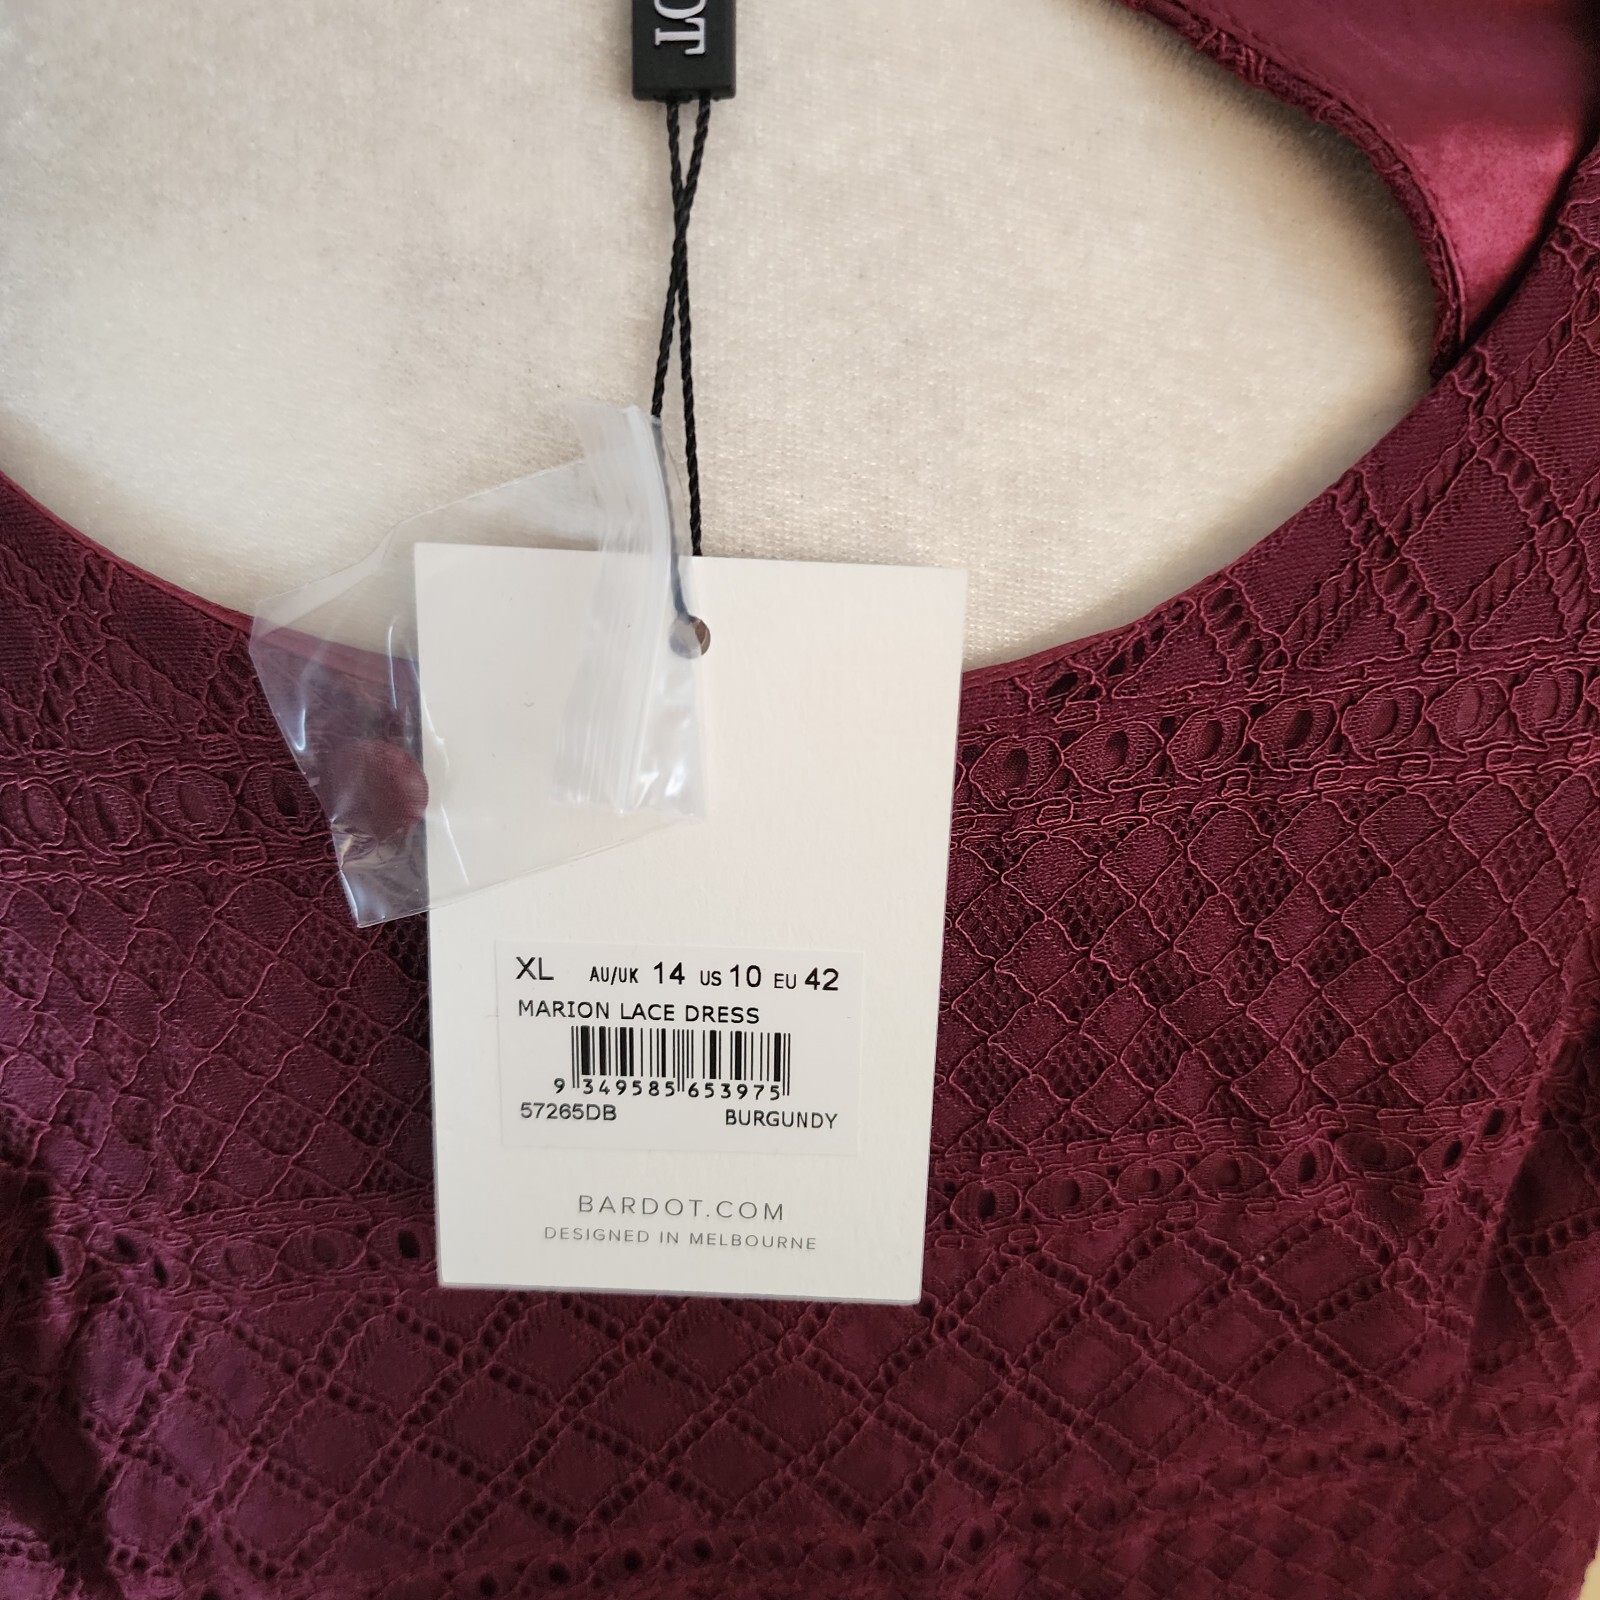 OT
XL AU/UK 14 US 10 EU 42
MARION LACE DRESS
9 349585 653975
57265DB BURGUNDY
BARDOT.COM
DESIGNED IN MELBOURNE